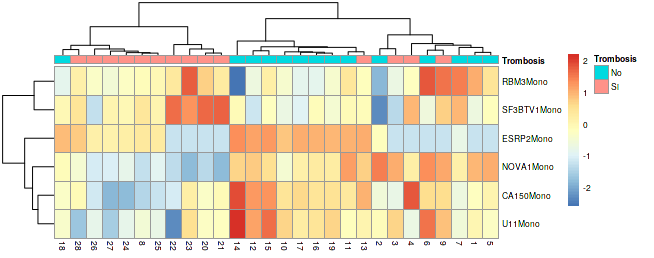 Trombosis
RBM3Mono
SF3BTV1Mono
ESRP2Mono
NOVA1Mono
CA150Mono
U11Mono
18 28 26 27 24 8 25 22 23 20 21 14 12 15 10 17 16 19 11 13 2 3 4 6 9 7 1 5
2
1
0
-1
-2
Trombosis
No
SI